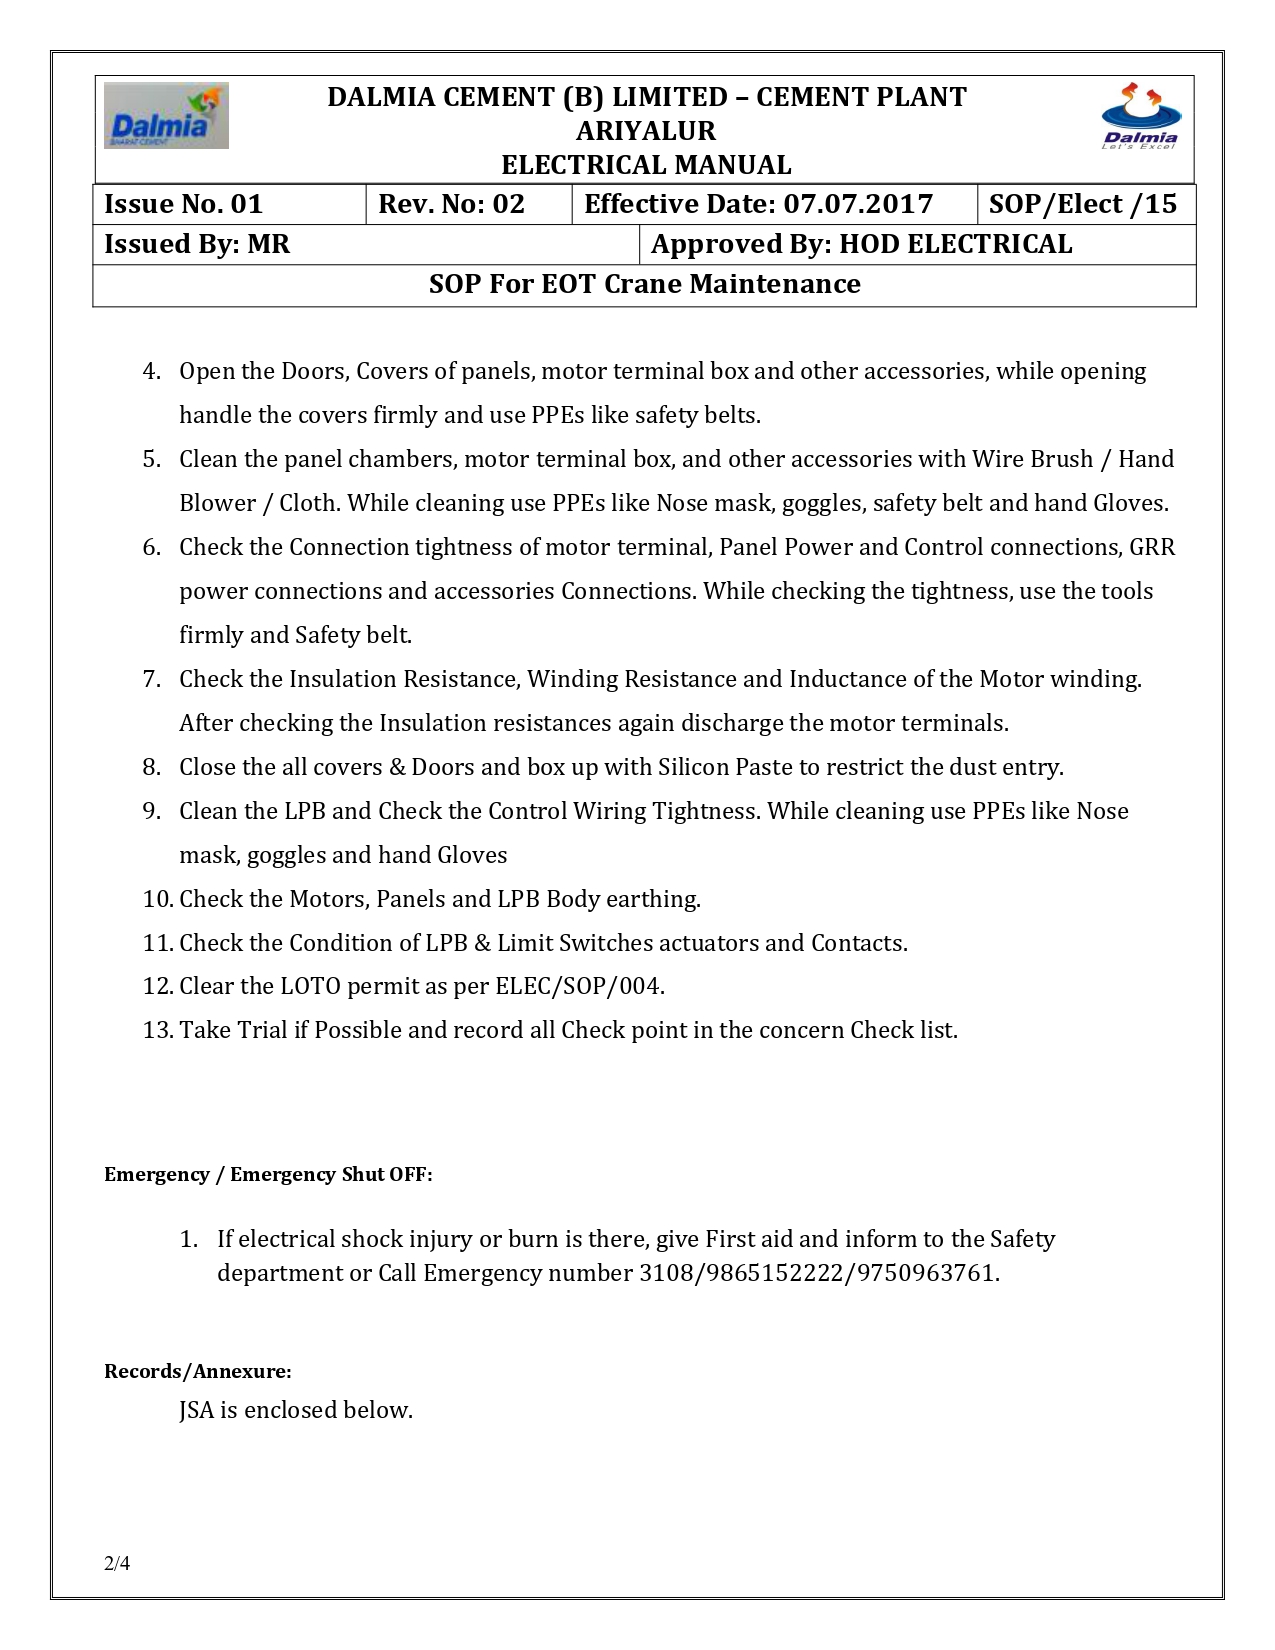 Dalmia
BHARAT CEMENT
DALMIA CEMENT (B) LIMITED – CEMENT PLANT
ARIYALUR
ELECTRICAL MANUAL
Dalmia
Let's Excel
Issue No. 01 Rev. No: 02 Effective Date: 07.07.2017 SOP/Elect /15
Issued By: MR Approved By: HOD ELECTRICAL
SOP For EOT Crane Maintenance
4. Open the Doors, Covers of panels, motor terminal box and other accessories, while opening
handle the covers firmly and use PPEs like safety belts.
5. Clean the panel chambers, motor terminal box, and other accessories with Wire Brush / Hand
Blower / Cloth. While cleaning use PPEs like Nose mask, goggles, safety belt and hand Gloves.
6. Check the Connection tightness of motor terminal, Panel Power and Control connections, GRR
power connections and accessories Connections. While checking the tightness, use the tools
firmly and Safety belt.
7. Check the Insulation Resistance, Winding Resistance and Inductance of the Motor winding.
After checking the Insulation resistances again discharge the motor terminals.
8. Close the all covers & Doors and box up with Silicon Paste to restrict the dust entry.
9. Clean the LPB and Check the Control Wiring Tightness. While cleaning use PPEs like Nose
mask, goggles and hand Gloves
10. Check the Motors, Panels and LPB Body earthing.
11. Check the Condition of LPB & Limit Switches actuators and Contacts.
12. Clear the LOTO permit as per ELEC/SOP/004.
13. Take Trial if Possible and record all Check point in the concern Check list.
Emergency / Emergency Shut OFF:
1. If electrical shock injury or burn is there, give First aid and inform to the Safety
department or Call Emergency number 3108/9865152222/9750963761.
Records/Annexure:
JSA is enclosed below.
2/4